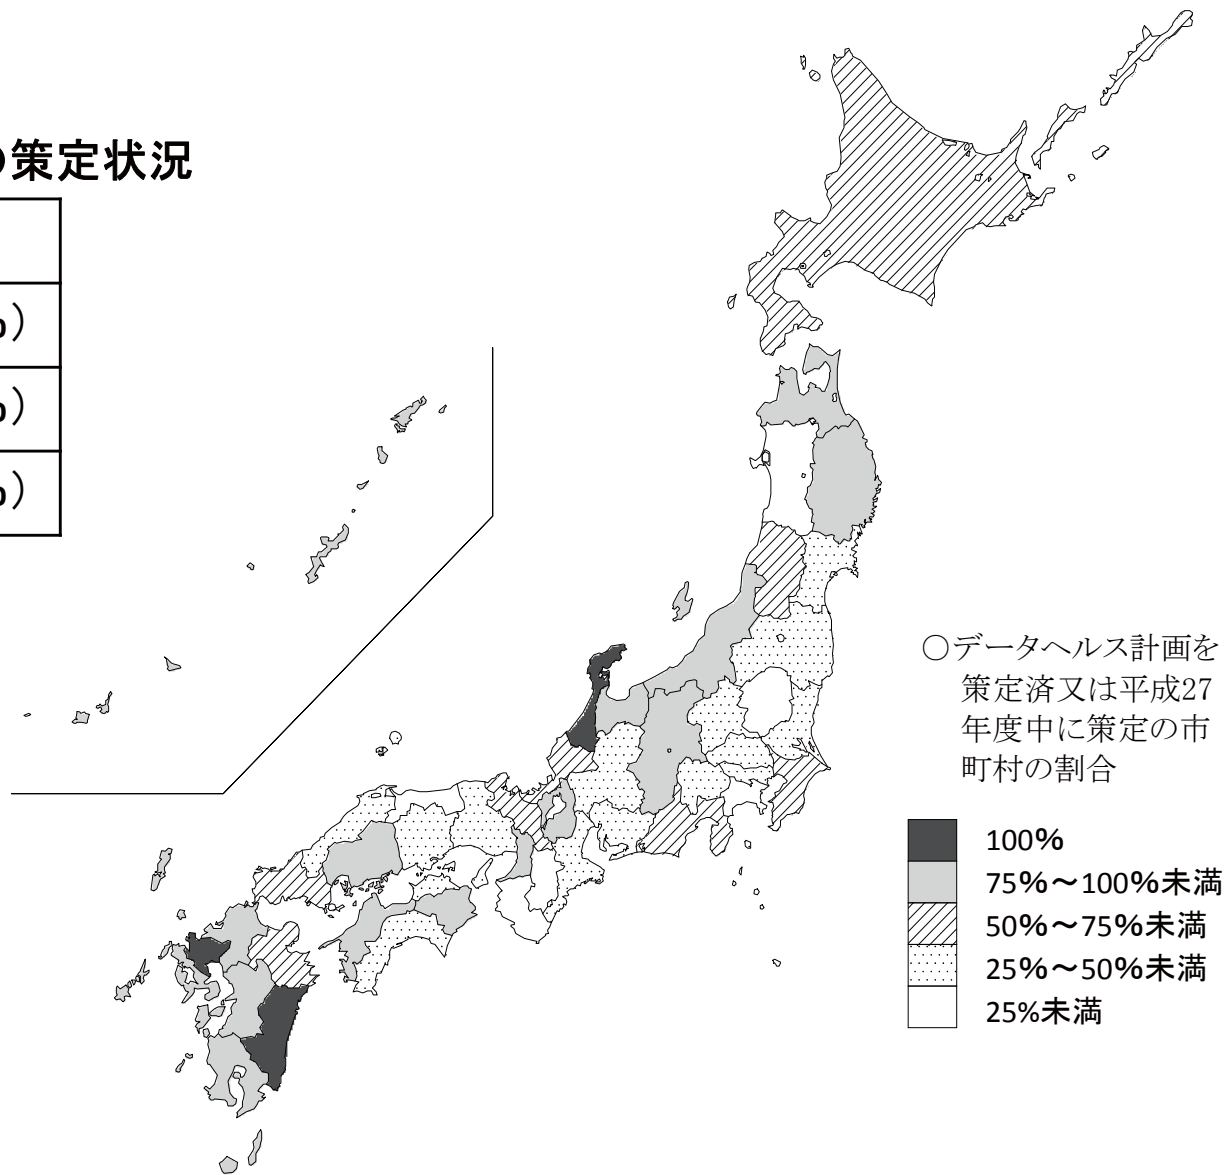 策定状況
%）
%）
%）
○データヘルス計画を
策定済又は平成27
年度中に策定の市
町村の割合
100%
75%～100%未満
50%～75%未満
25%～50%未満
25%未満